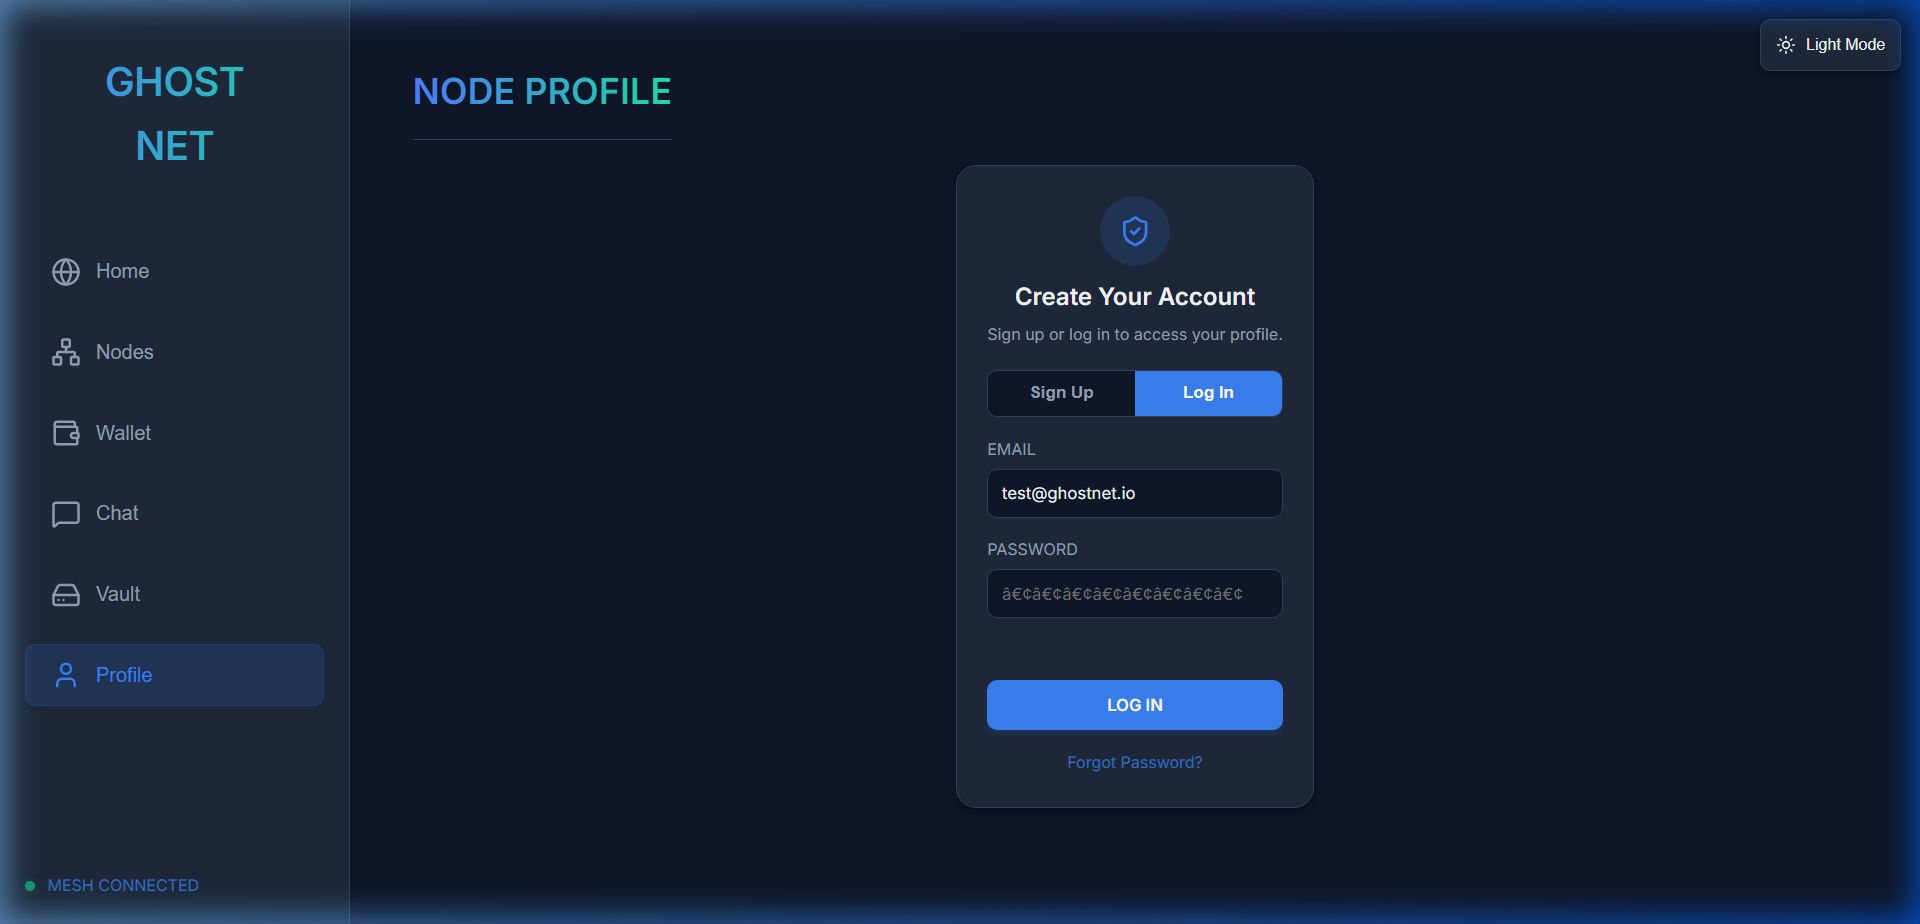 GHOST
NET
Home
Nodes
Wallet
Chat
Vault
Profile
MESH CONNECTED
NODE PROFILE
Light Mode
Create Your Account
Sign up or log in to access your profile.
Sign Up
Log In
EMAIL
test@ghostnet.io
PASSWORD
•••••••â€¢
LOG IN
Forgot Password?